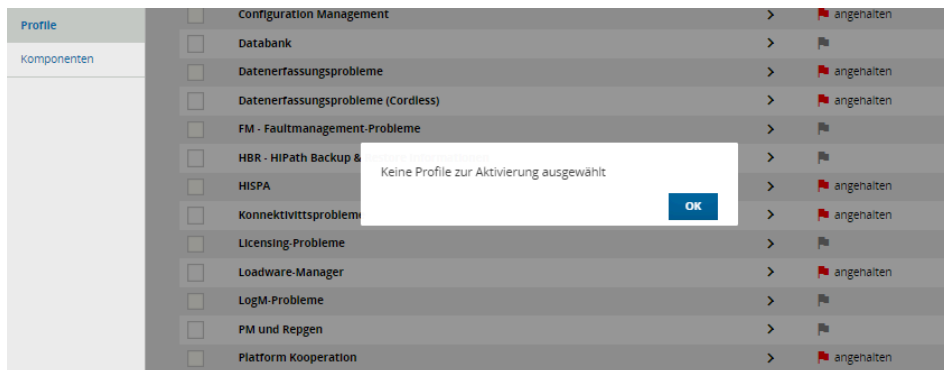 Profile
Komponenten
Configuration Management > angehalten
Databank >
Datenerfassungsprobleme > angehalten
Datenerfassungsprobleme (Cordless) > angehalten
FM - Faultmanagement-Probleme >
HBR - HIPath Backup & >
HISPA > angehalten
Konnektivittsprobleme > angehalten
Licensing-Probleme >
Loadware-Manager > angehalten
LogM-Probleme >
PM und Repgen >
Platform Kooperation > angehalten
Keine Profile zur Aktivierung ausgewählt
OK